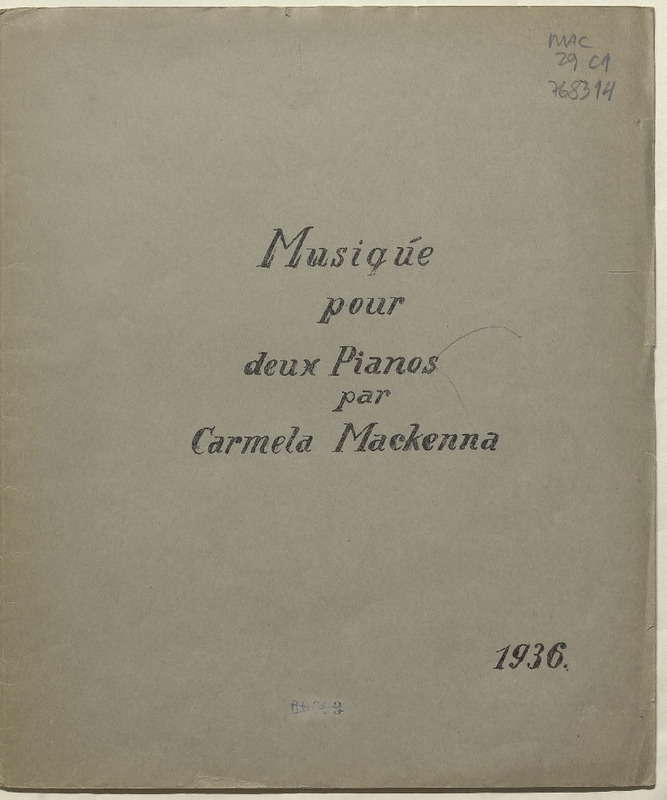 MAC
29 C1
768314
Musiqúe
pour
deux Pianos
par
Carmela Mackenna
1936.